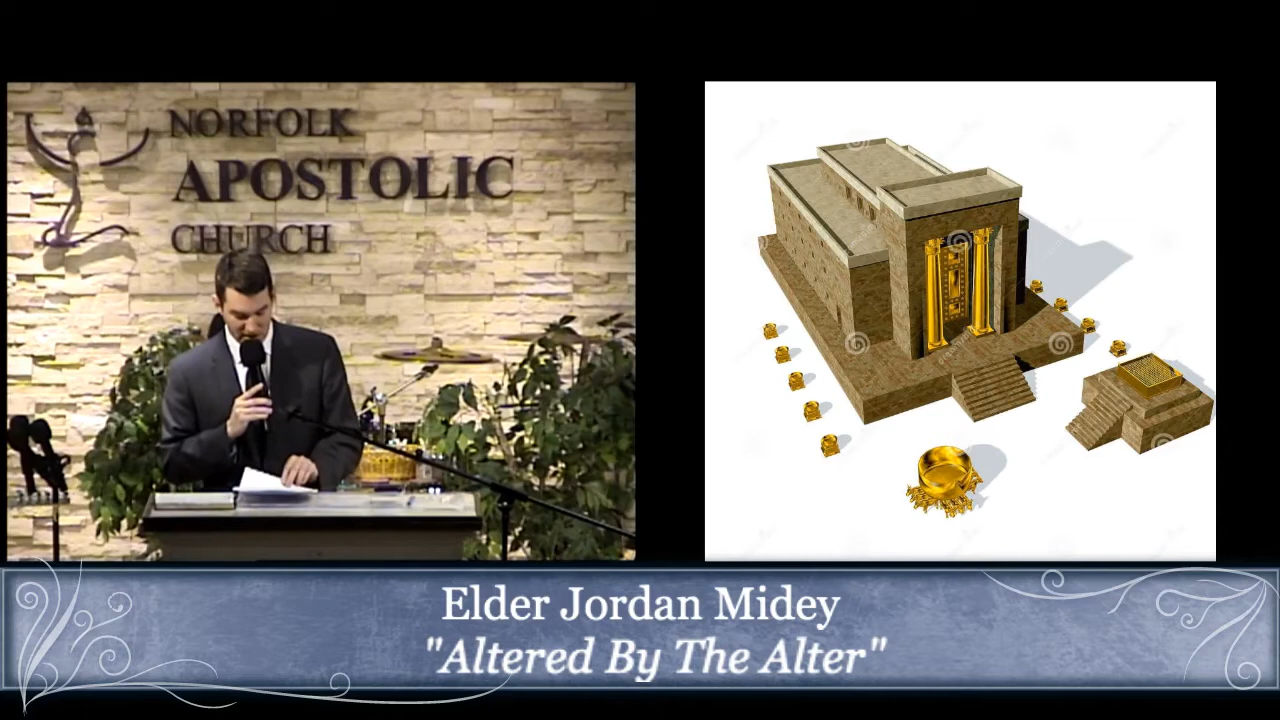 NORFOLK
APOSTOLIC
CHURCH
Elder Jordan Midey
"Altered By The Alter"